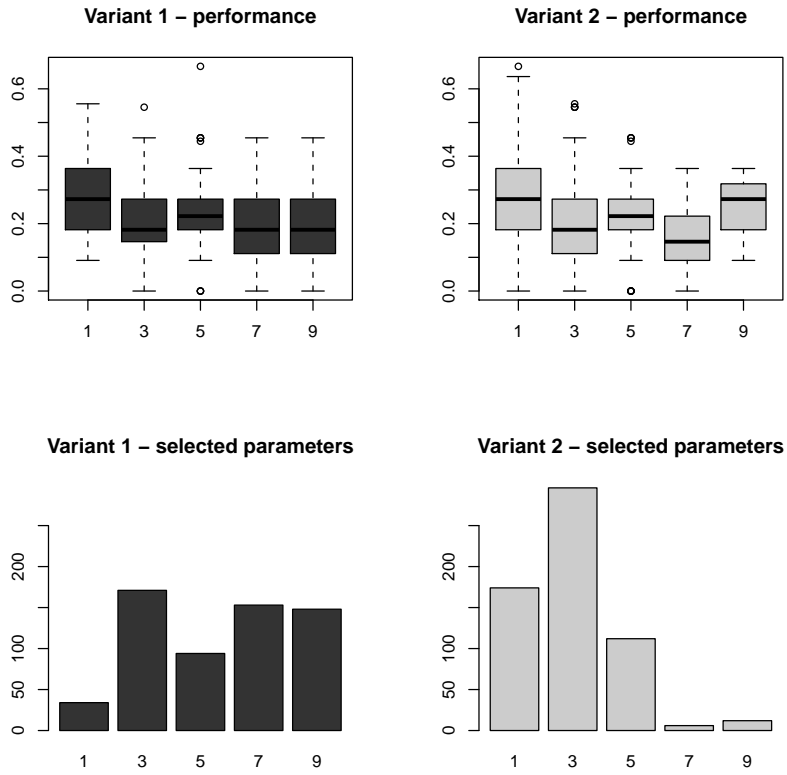 Variant 1 – performance
0.0 0.2 0.4 0.6
1 3 5 7 9
Variant 2 – performance
0.0 0.2 0.4 0.6
1 3 5 7 9
Variant 1 – selected parameters
0 50 100 200
1 3 5 7 9
Variant 2 – selected parameters
0 50 100 200
1 3 5 7 9